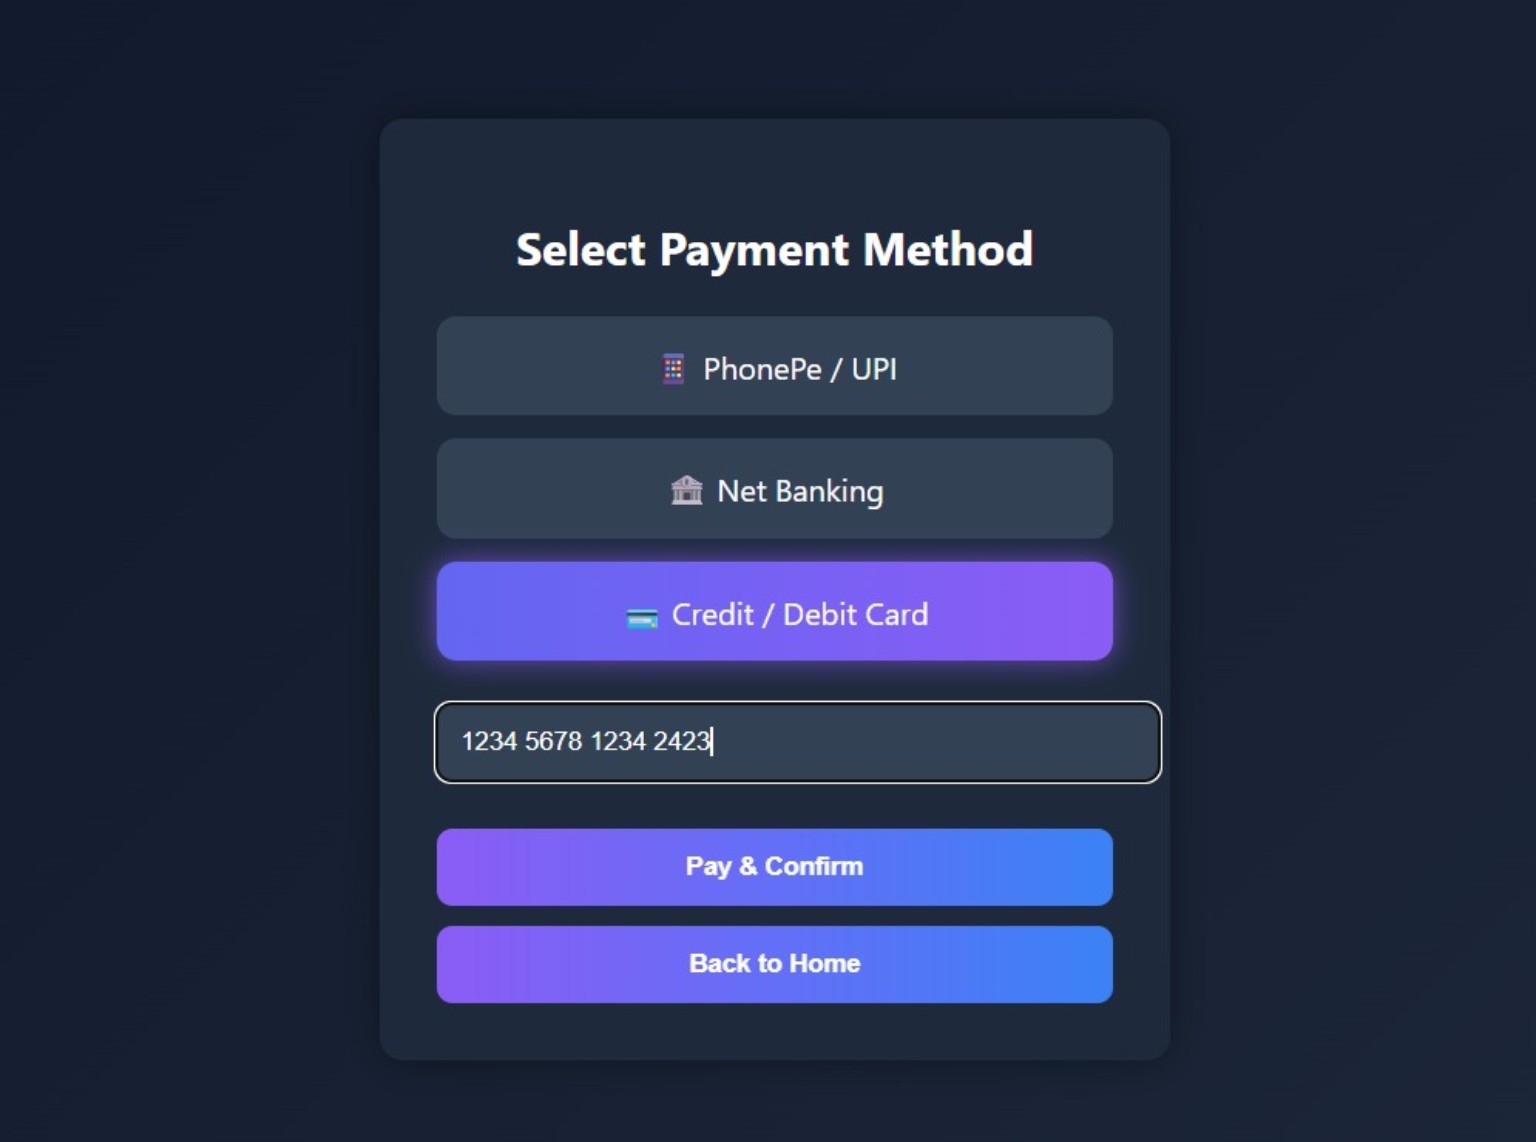 Select Payment Method
PhonePe / UPI
Net Banking
Credit / Debit Card
1234 5678 1234 2423
Pay & Confirm
Back to Home